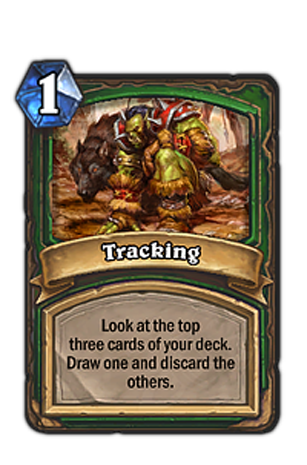 1
Tracking
Look at the top
three cards of your deck.
Draw one and discard the
others.